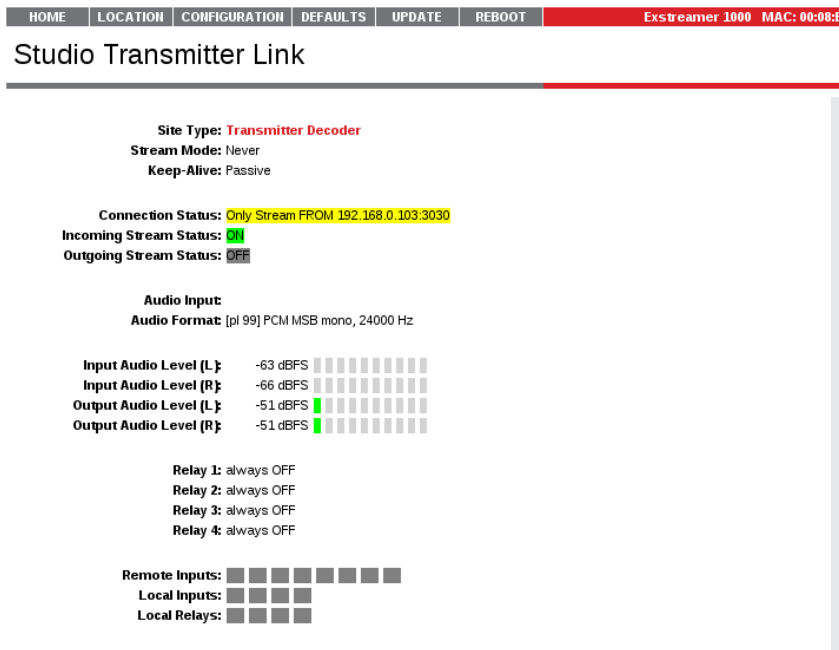 HOME LOCATION CONFIGURATION DEFAULTS UPDATE REBOOT Exstreamer 1000 MAC: 00:08:
Studio Transmitter Link
Site Type: Transmitter Decoder
Stream Mode: Never
Keep-Alive: Passive
Connection Status: Only Stream FROM 192.168.0.103:3030
Incoming Stream Status: ON
Outgoing Stream Status: OFF
Audio Input:
Audio Format: [pl 99] PCM MSB mono, 24000 Hz
Input Audio Level (L): -63 dBFS
Input Audio Level (R): -66 dBFS
Output Audio Level (L): -51 dBFS
Output Audio Level (R): -51 dBFS
Relay 1: always OFF
Relay 2: always OFF
Relay 3: always OFF
Relay 4: always OFF
Remote Inputs:
Local Inputs:
Local Relays: